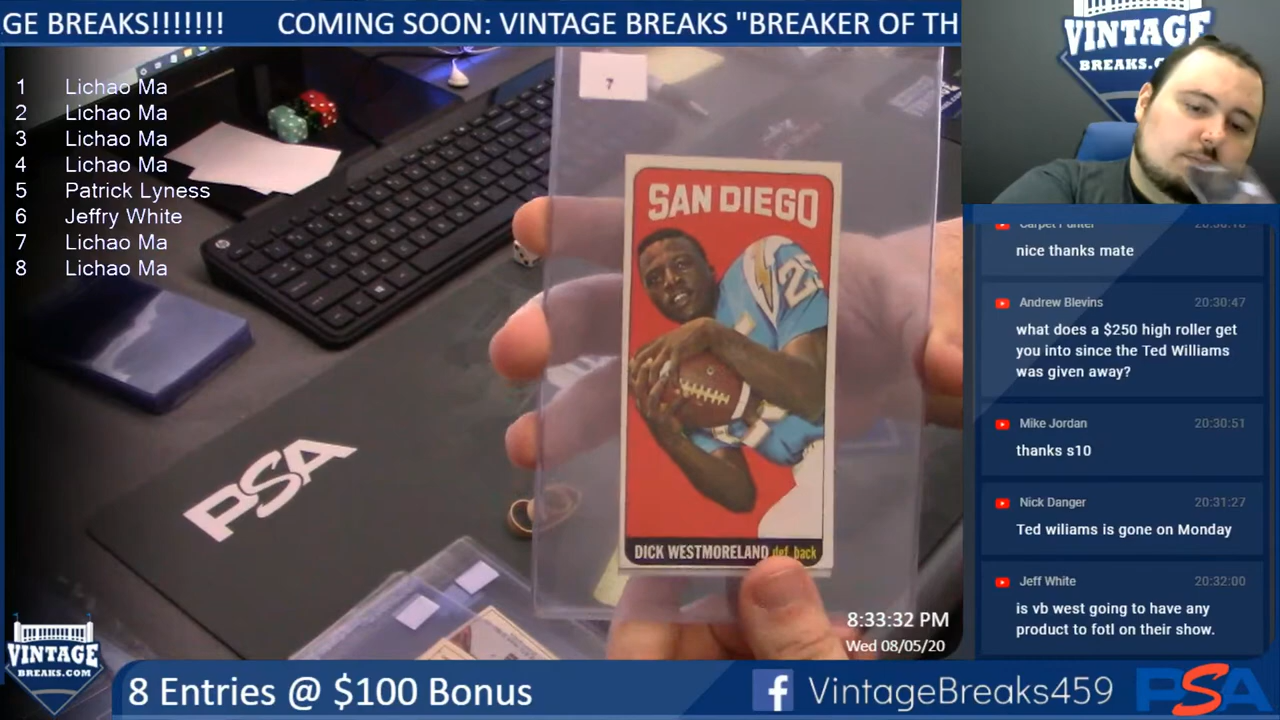 GE BREAKS!!!!!!! COMING SOON: VINTAGE BREAKS "BREAKER OF TH
1 Lichao Ma
2 Lichao Ma
3 Lichao Ma
4 Lichao Ma
5 Patrick Lyness
6 Jeffry White
7 Lichao Ma
8 Lichao Ma
7
SAN DIEGO
25
DICK WESTMORELAND def. back
PSA
8:33:32 PM
Wed 08/05/20
VINTAGE
BREAKS.COM
Carpet Punter 20:30:10
nice thanks mate
Andrew Blevins 20:30:47
what does a $250 high roller get
you into since the Ted Williams
was given away?
Mike Jordan 20:30:51
thanks s10
Nick Danger 20:31:27
Ted wiliams is gone on Monday
Jeff White 20:32:00
is vb west going to have any
product to fotl on their show.
VINTAGE
BREAKS.COM
8 Entries @ $100 Bonus
f VintageBreaks459
PSA